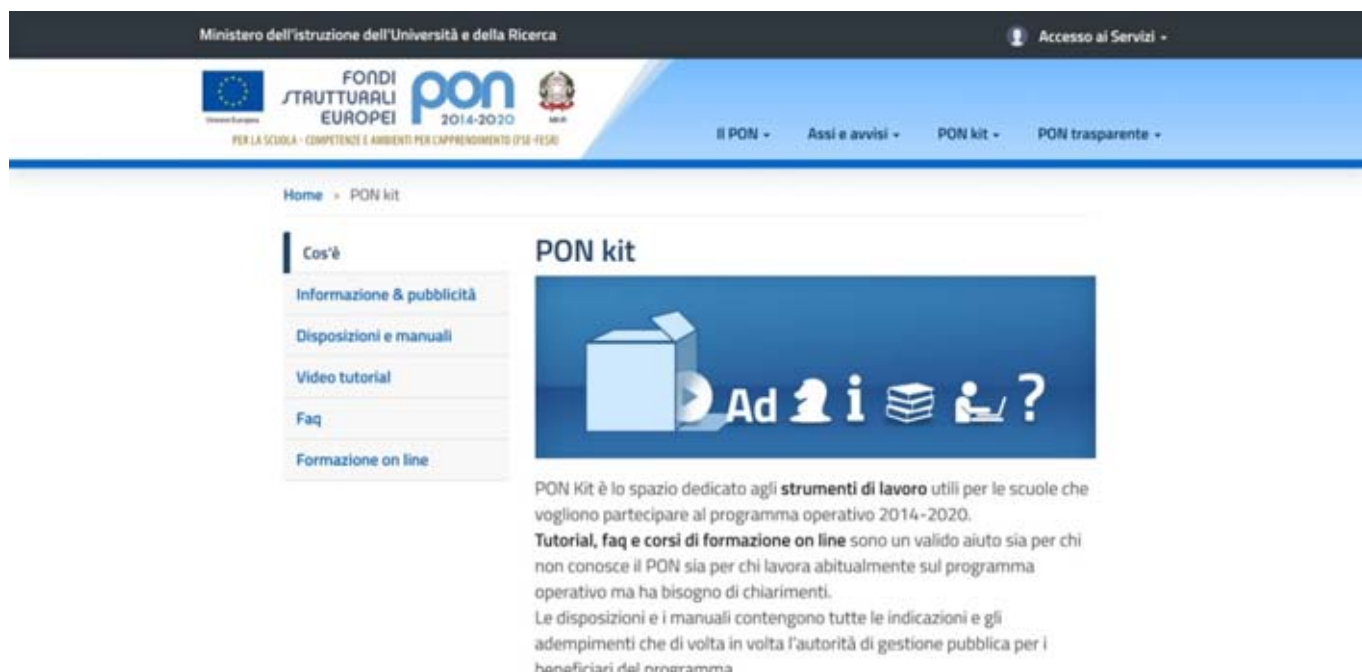 Ministero dell'istruzione dell'Università e della Ricerca
Accesso ai Servizi
Unione Europea
FONDI
STRUTTURALI
EUROPEI
pon
2014-2020
MIUR
PER LA SCUOLA - COMPETENZE E AMBIENTI PER L'APPRENDIMENTO (FSE-FESR)
Il PON
Assi e avvisi
PON kit
PON trasparente
Home » PON kit
Cos'è
Informazione & pubblicità
Disposizioni e manuali
Video tutorial
Faq
Formazione on line
PON kit
Ad i ?
PON Kit è lo spazio dedicato agli strumenti di lavoro utili per le scuole che
vogliono partecipare al programma operativo 2014-2020.
Tutorial, faq e corsi di formazione on line sono un valido aiuto sia per chi
non conosce il PON sia per chi lavora abitualmente sul programma
operativo ma ha bisogno di chiarimenti.
Le disposizioni e i manuali contengono tutte le indicazioni e gli
adempimenti che di volta in volta l'autorità di gestione pubblica per i
beneficiari del programma.